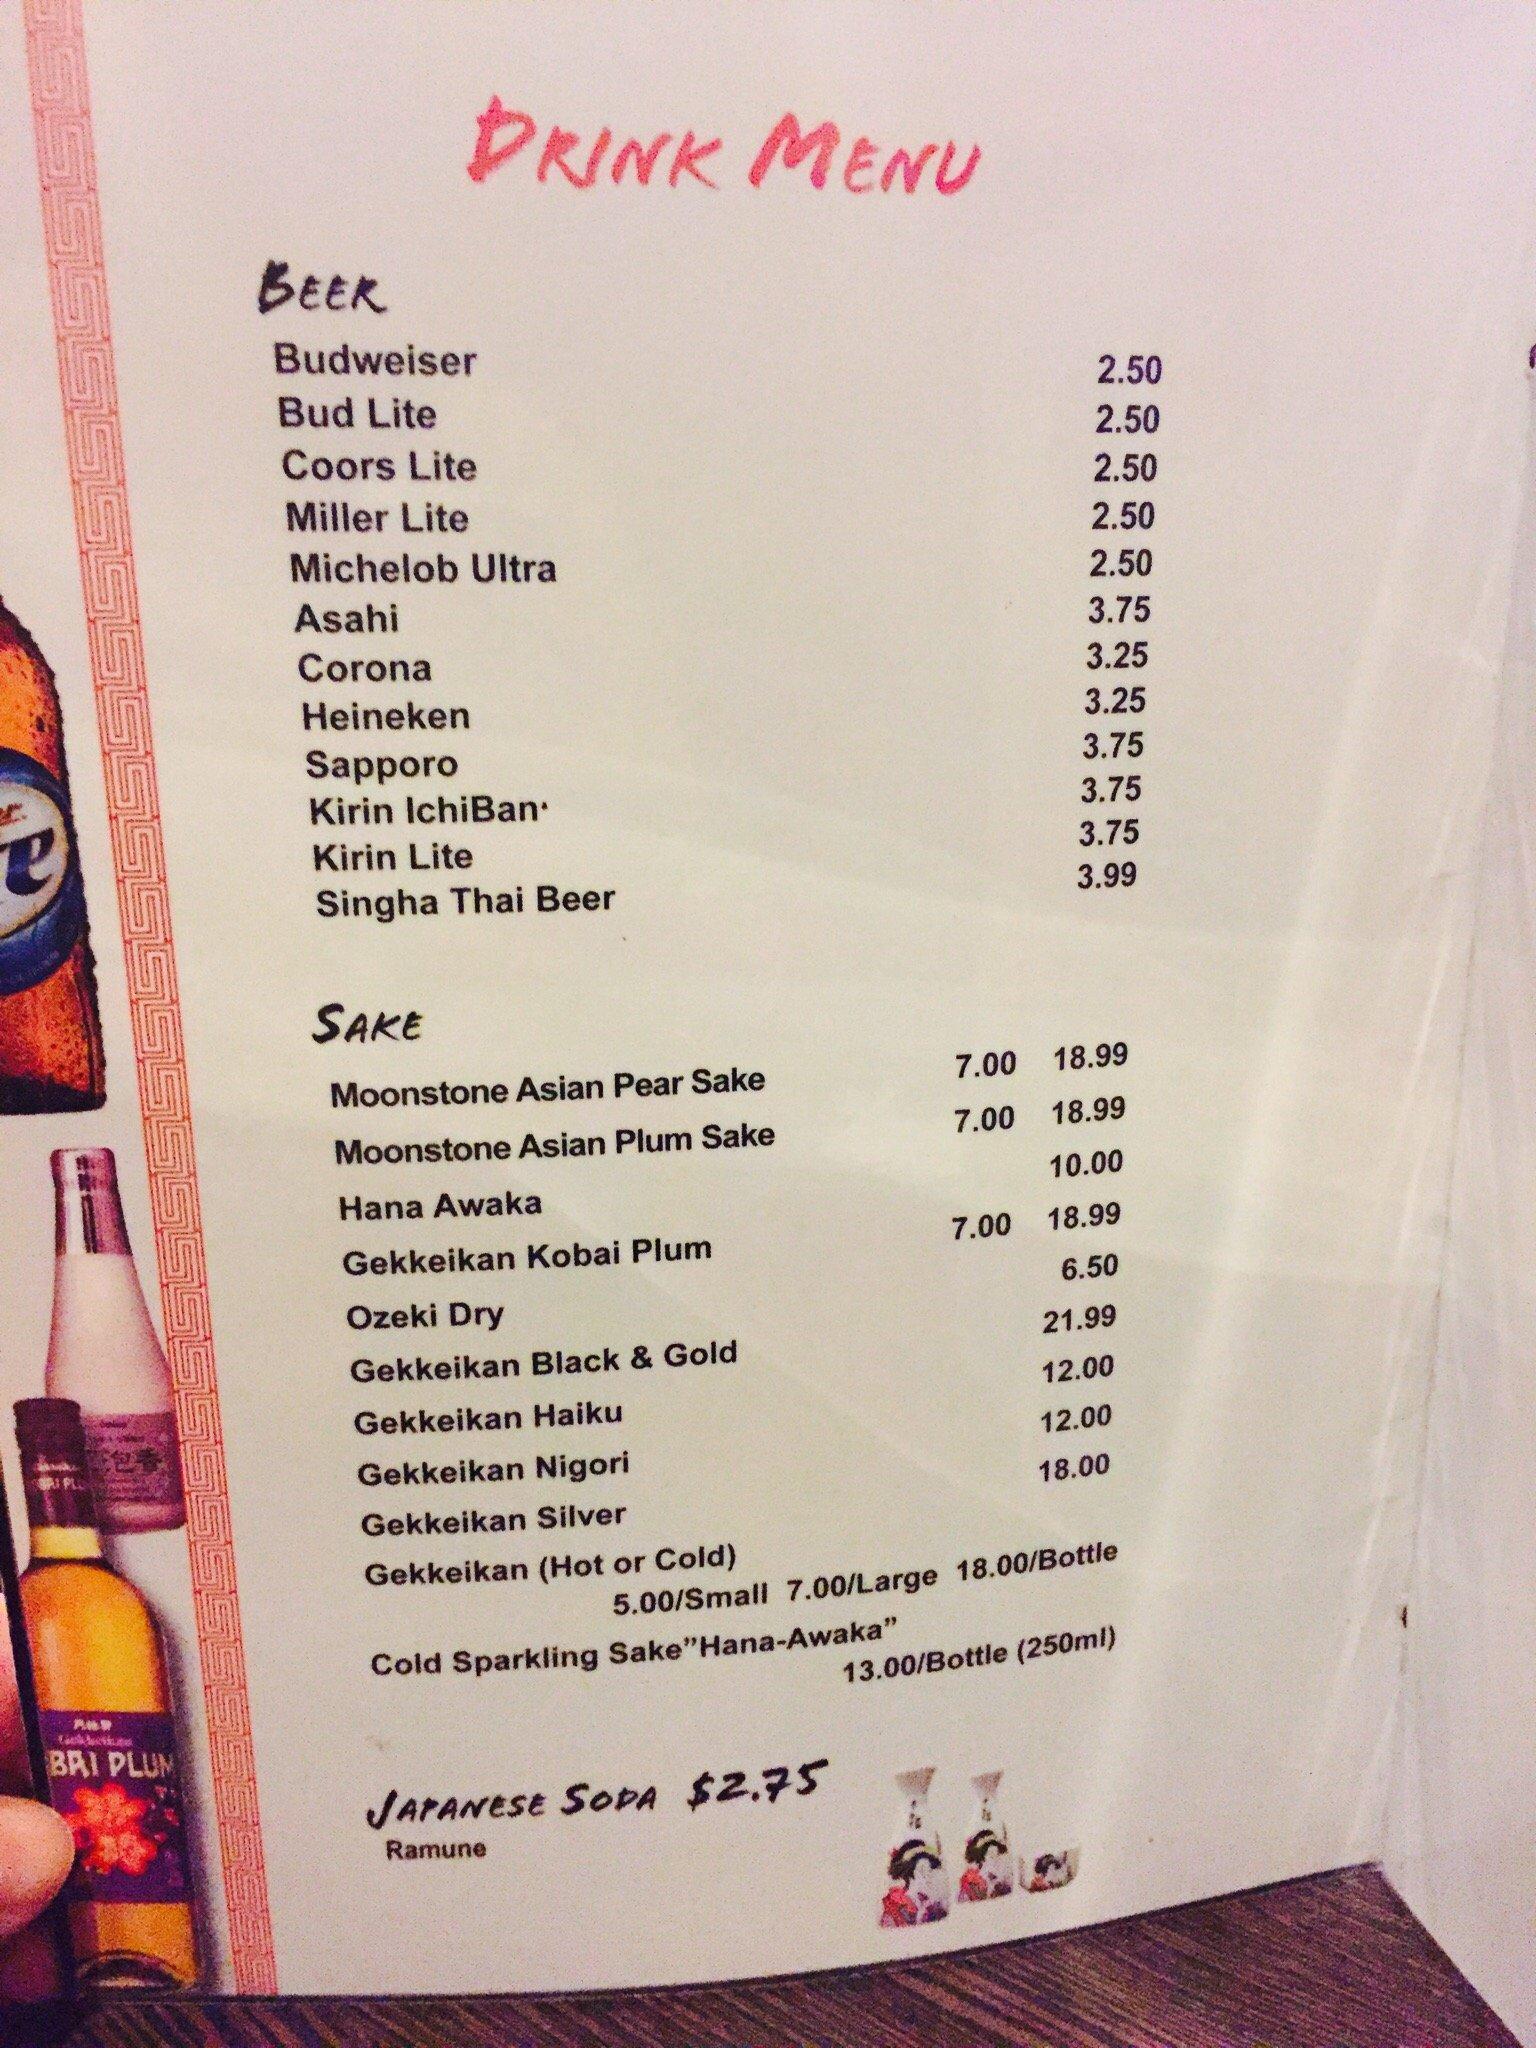 DRINK MENU
BEER
Budweiser 2.50
Bud Lite 2.50
Coors Lite 2.50
Miller Lite 2.50
Michelob Ultra 2.50
Asahi 3.75
Corona 3.25
Heineken 3.25
Sapporo 3.75
Kirin IchiBan 3.75
Kirin Lite 3.75
Singha Thai Beer 3.99
SAKE
Moonstone Asian Pear Sake 7.00 18.99
Moonstone Asian Plum Sake 7.00 18.99
Hana Awaka 10.00
Gekkeikan Kobai Plum 7.00 18.99
Ozeki Dry 6.50
Gekkeikan Black & Gold 21.99
Gekkeikan Haiku 12.00
Gekkeikan Nigori 12.00
Gekkeikan Silver 18.00
Gekkeikan (Hot or Cold)
5.00/Small 7.00/Large 18.00/Bottle
Cold Sparkling Sake"Hana-Awaka"
13.00/Bottle (250ml)
JAPANESE SODA $2.75
Ramune
BAI PLUM